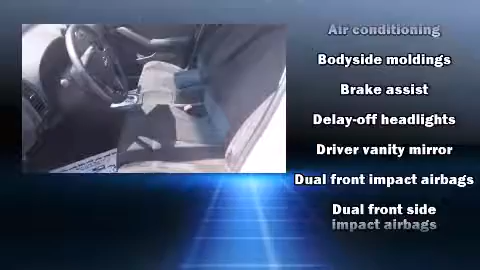 Air conditioning
Bodyside moldings
Brake assist
Delay-off headlights
Driver vanity mirror
Dual front impact airbags
Dual front side
impact airbags